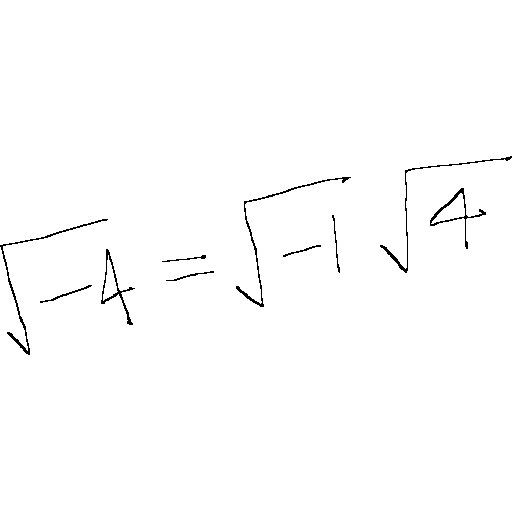 √-4 = √-1 √4